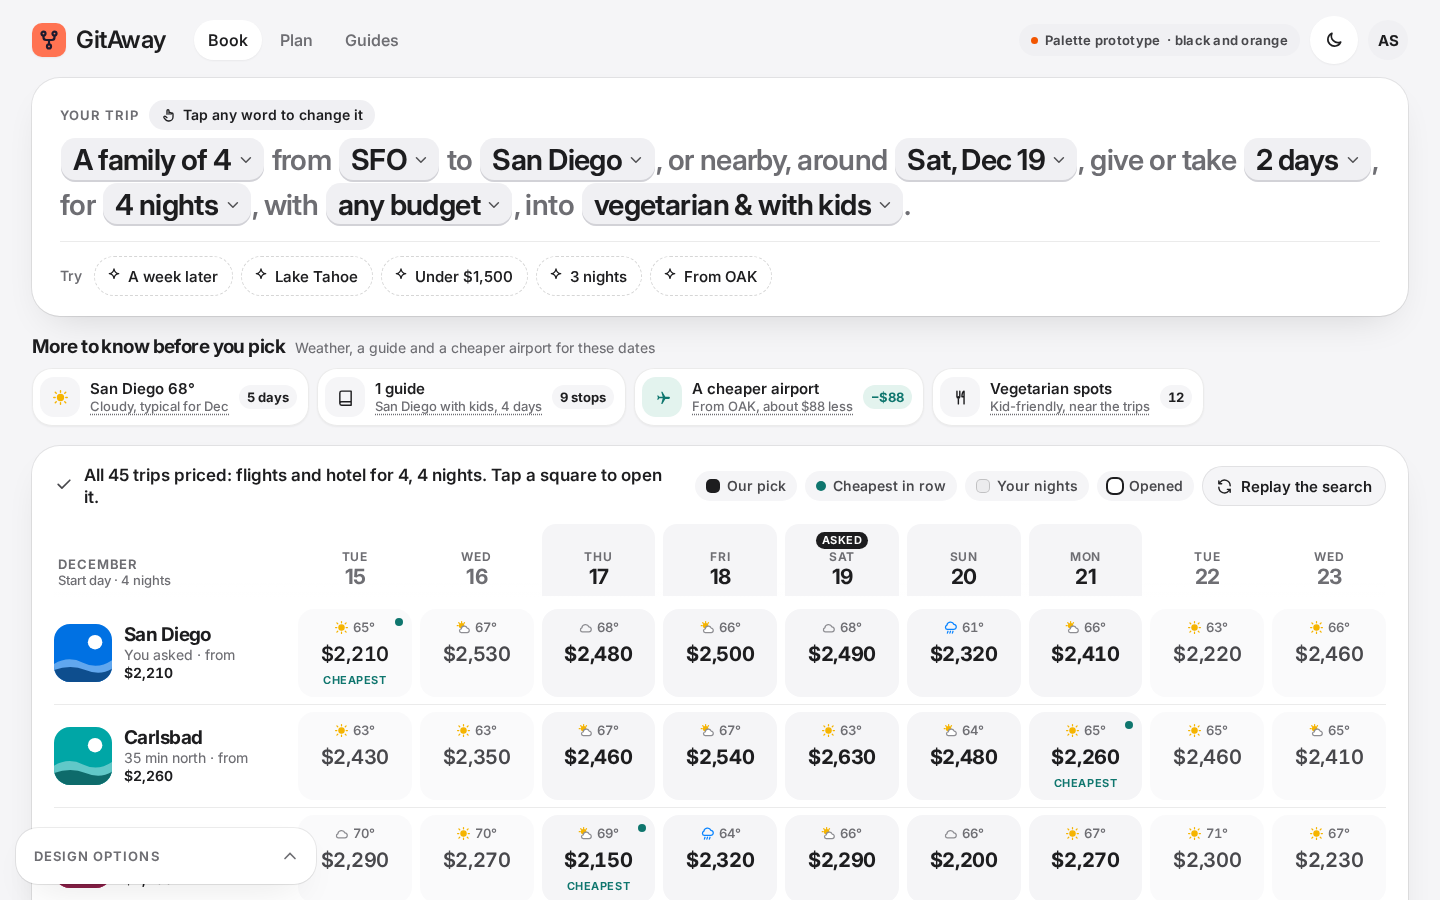 GitAway
Book
Plan
Guides
Palette prototype · black and orange
AS
YOUR TRIP
Tap any word to change it
A family of 4 from SFO to San Diego, or nearby, around Sat, Dec 19, give or take 2 days,
for 4 nights, with any budget, into vegetarian & with kids.
Try
A week later
Lake Tahoe
Under $1,500
3 nights
From OAK
More to know before you pick
Weather, a guide and a cheaper airport for these dates
San Diego 68°
Cloudy, typical for Dec
5 days
1 guide
San Diego with kids, 4 days
9 stops
A cheaper airport
From OAK, about $88 less
−$88
Vegetarian spots
Kid-friendly, near the trips
12
All 45 trips priced: flights and hotel for 4, 4 nights. Tap a square to open
it.
Our pick
Cheapest in row
Your nights
Opened
Replay the search
DECEMBER
Start day · 4 nights
TUE
15
WED
16
THU
17
FRI
18
ASKED
SAT
19
SUN
20
MON
21
TUE
22
WED
23
San Diego
You asked · from
$2,210
65°
$2,210
CHEAPEST
67°
$2,530
68°
$2,480
66°
$2,500
68°
$2,490
61°
$2,320
66°
$2,410
63°
$2,220
66°
$2,460
Carlsbad
35 min north · from
$2,260
63°
$2,430
63°
$2,350
67°
$2,460
67°
$2,540
63°
$2,630
64°
$2,480
65°
$2,260
CHEAPEST
65°
$2,460
65°
$2,410
70°
$2,290
70°
$2,270
69°
$2,150
CHEAPEST
64°
$2,320
66°
$2,290
66°
$2,200
67°
$2,270
71°
$2,300
67°
$2,230
DESIGN OPTIONS